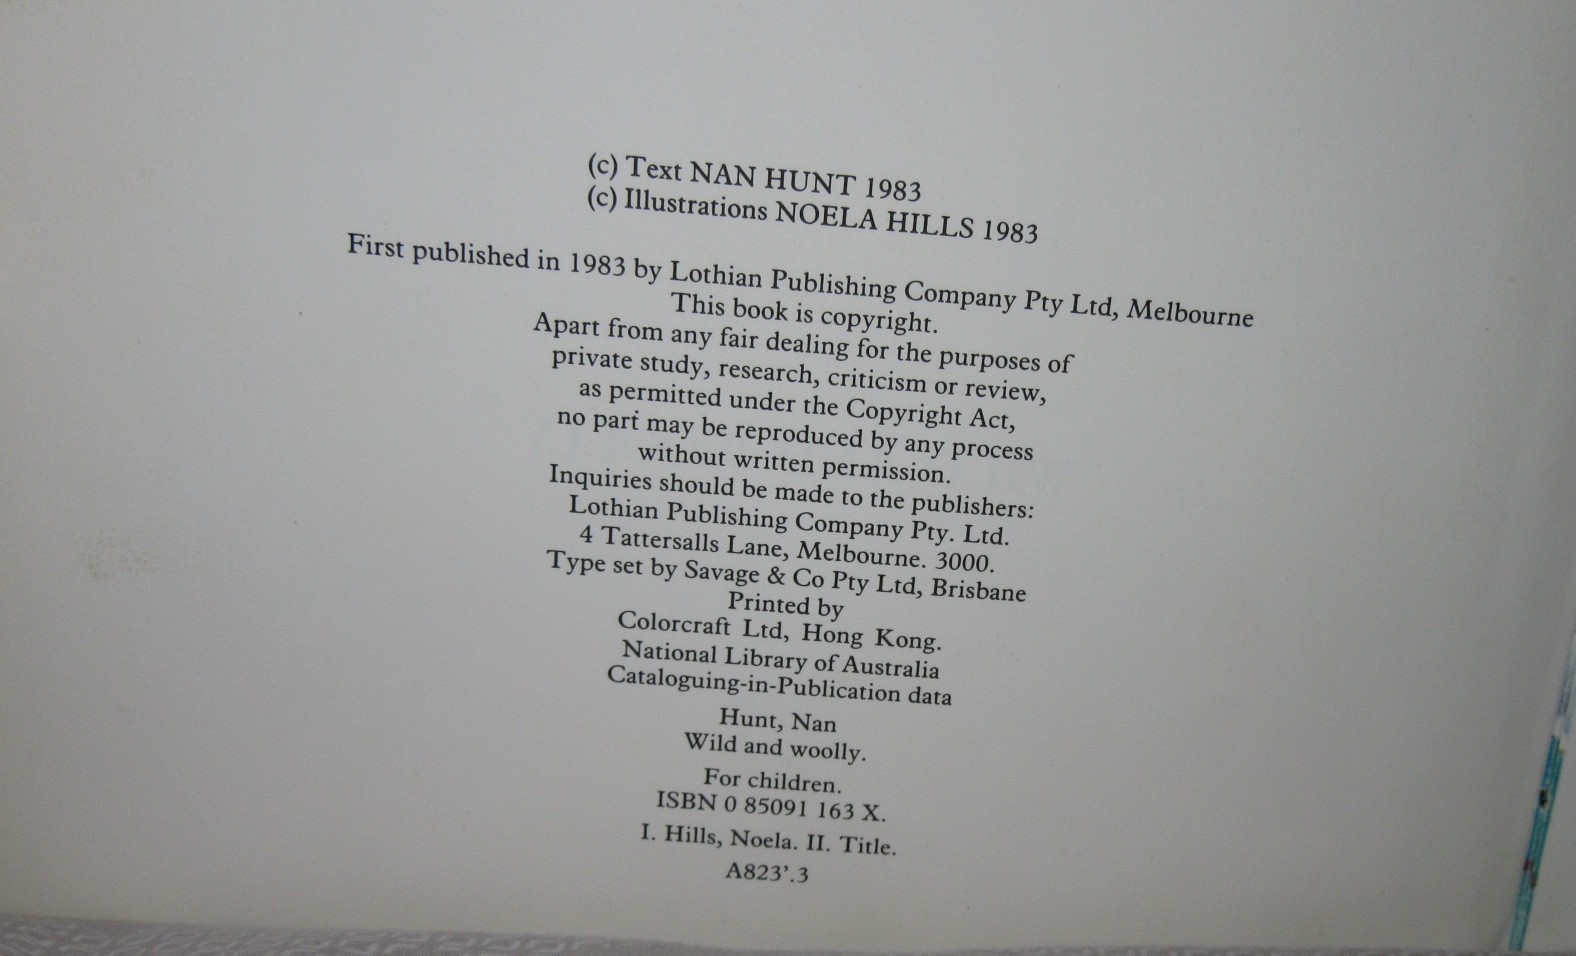 (c) Text NAN HUNT 1983
(c) Illustrations NOELA HILLS 1983
First published in 1983 by Lothian Publishing Company Pty Ltd, Melbourne
This book is copyright.
Apart from any fair dealing for the purposes of
private study, research, criticism or review,
as permitted under the Copyright Act,
no part may be reproduced by any process
without written permission.
Inquiries should be made to the publishers:
Lothian Publishing Company Pty. Ltd.
4 Tattersalls Lane, Melbourne. 3000.
Type set by Savage & Co Pty Ltd, Brisbane
Printed by
Colorcraft Ltd, Hong Kong.
National Library of Australia
Cataloguing-in-Publication data
Hunt, Nan
Wild and woolly.
For children.
ISBN 0 85091 163 X.
I. Hills, Noela. II. Title.
A823'.3